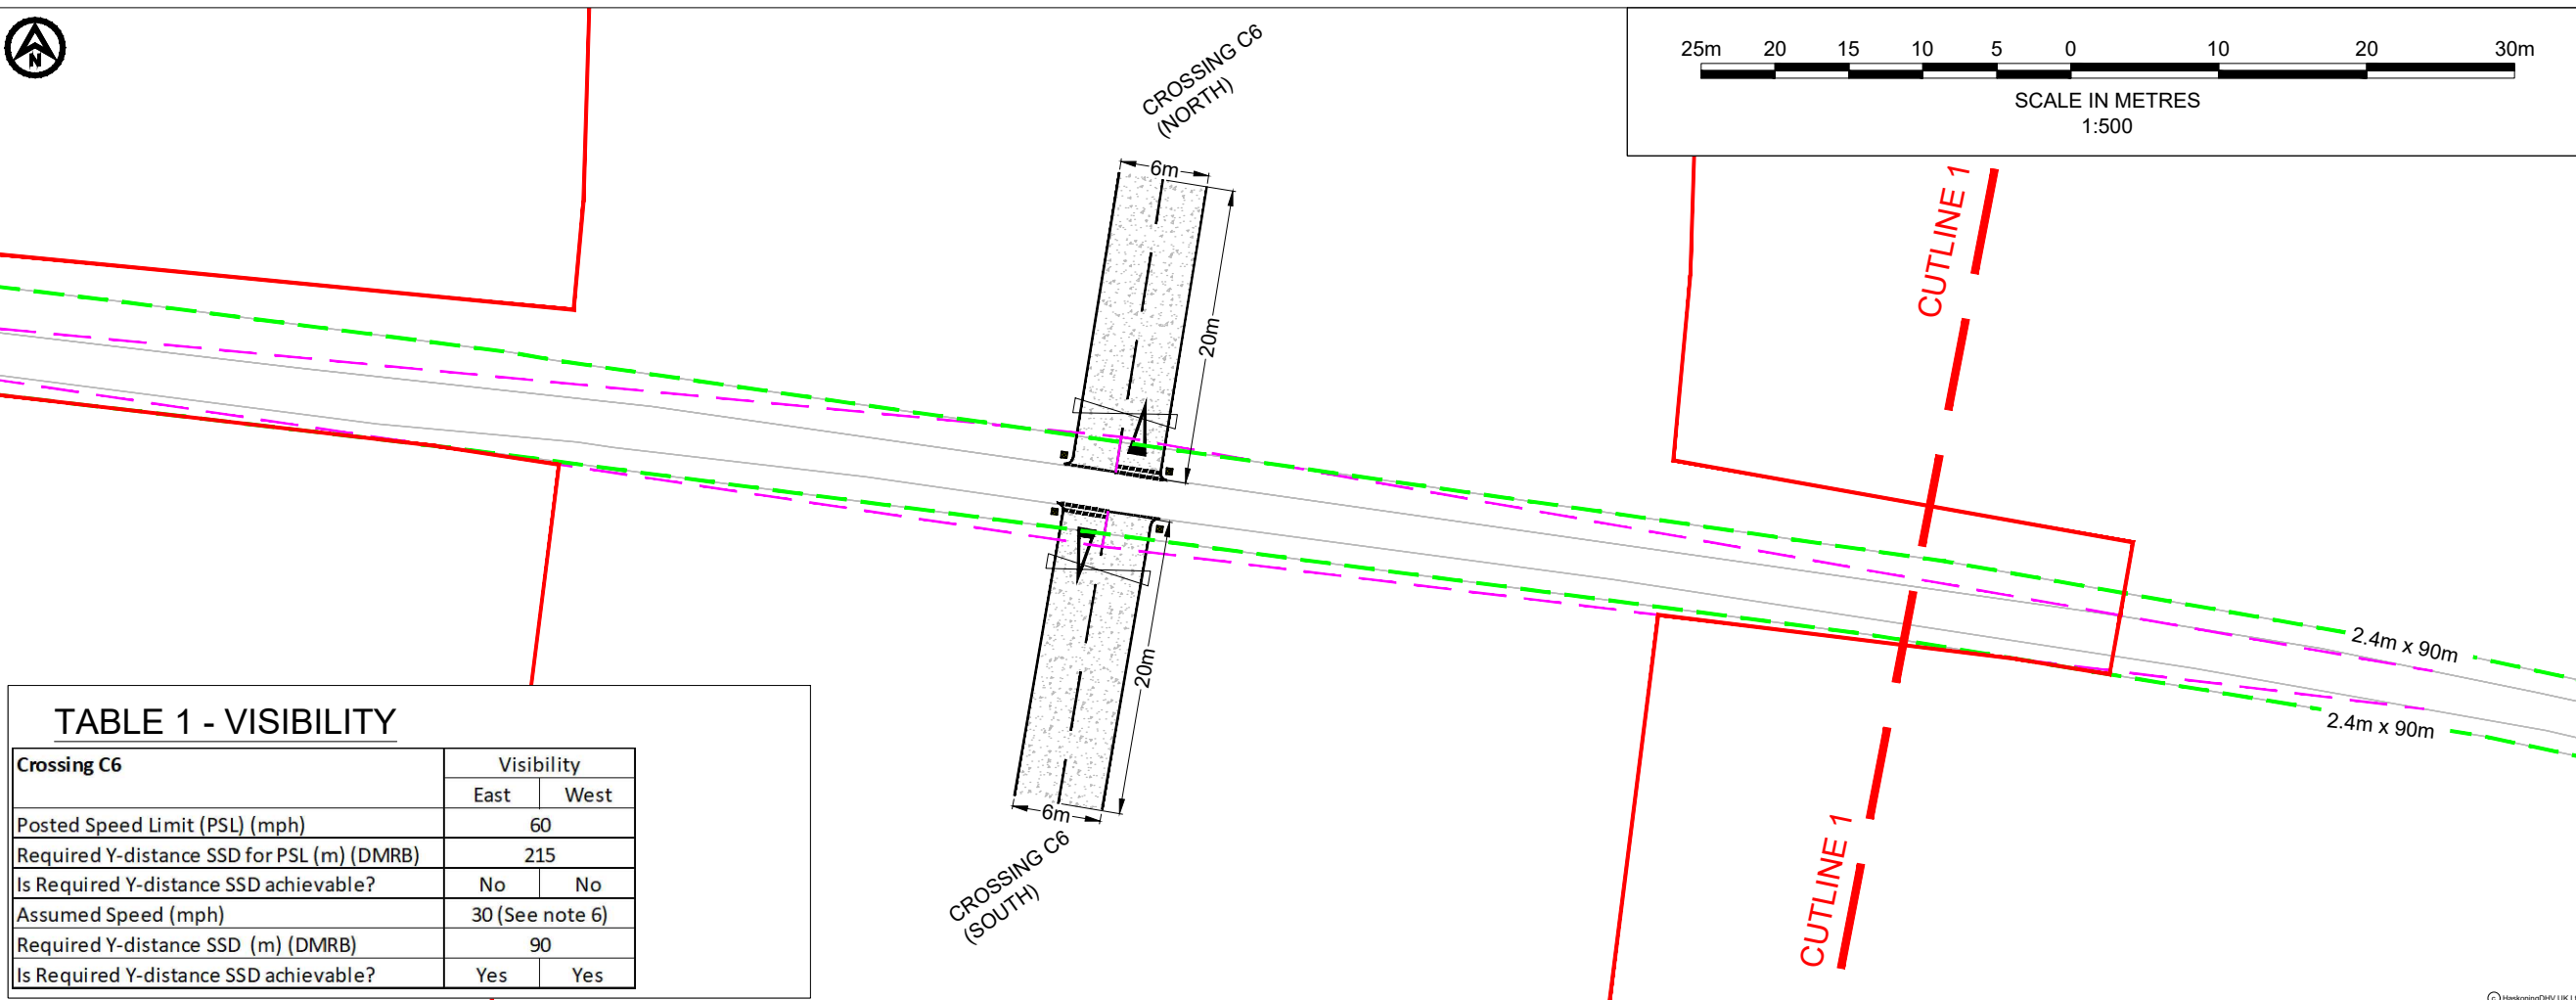 N
CROSSING C6
(NORTH)
25m 20 15 10 5 0 10 20 30m
SCALE IN METRES
1:500
6m
20m
CUTLINE 1
2.4m x 90m
2.4m x 90m
20m
6m
CROSSING C6
(SOUTH)
CUTLINE 1
TABLE 1 - VISIBILITY
Crossing C6 Visibility
East West
Posted Speed Limit (PSL) (mph) 60
Required Y-distance SSD for PSL (m) (DMRB) 215
Is Required Y-distance SSD achievable? No No
Assumed Speed (mph) 30 (See note 6)
Required Y-distance SSD (m) (DMRB) 90
Is Required Y-distance SSD achievable? Yes Yes
© HaskoningDHV UK